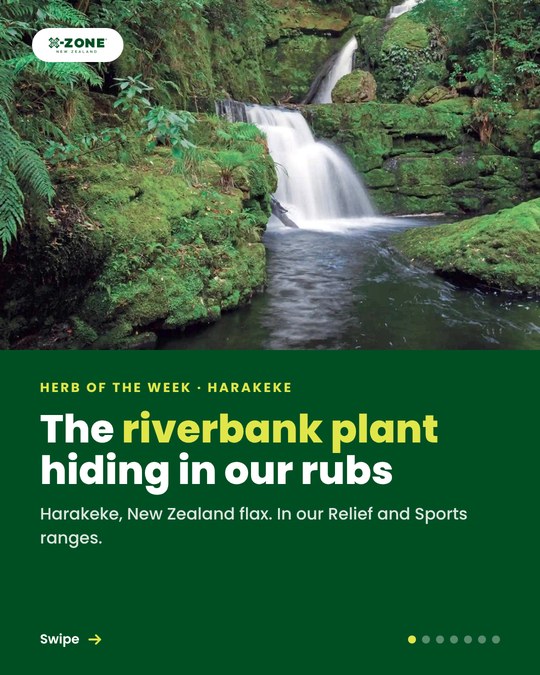 X-ZONE
NEW ZEALAND
HERB OF THE WEEK · HARAKEKE
The riverbank plant
hiding in our rubs
Harakeke, New Zealand flax. In our Relief and Sports
ranges.
Swipe →